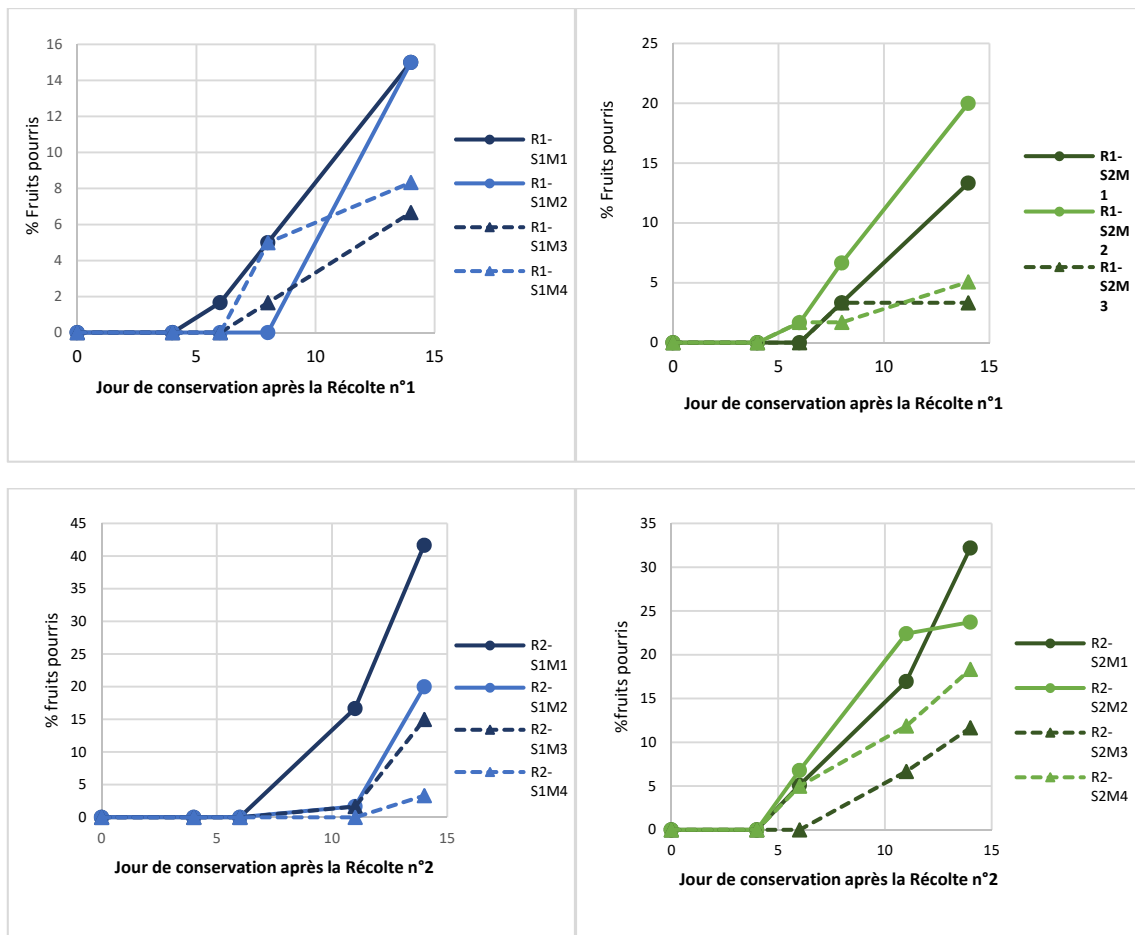 16
14
12
10
8
6
4
2
0
% Fruits pourris
0 5 10 15
Jour de conservation après la Récolte n°1
R1-
S1M1
R1-
S1M2
R1-
S1M3
R1-
S1M4
25
20
15
10
5
0
% Fruits pourris
0 5 10 15
Jour de conservation après la Récolte n°1
R1-
S2M
1
R1-
S2M
2
R1-
S2M
3
45
40
35
30
25
20
15
10
5
0
% fruits pourris
0 5 10 15
Jour de conservation après la Récolte n°2
R2-
S1M1
R2-
S1M2
R2-
S1M3
R2-
S1M4
35
30
25
20
15
10
5
0
%fruits pourris
0 5 10 15
Jour de conservation après la Récolte n°2
R2-
S2M1
R2-
S2M2
R2-
S2M3
R2-
S2M4